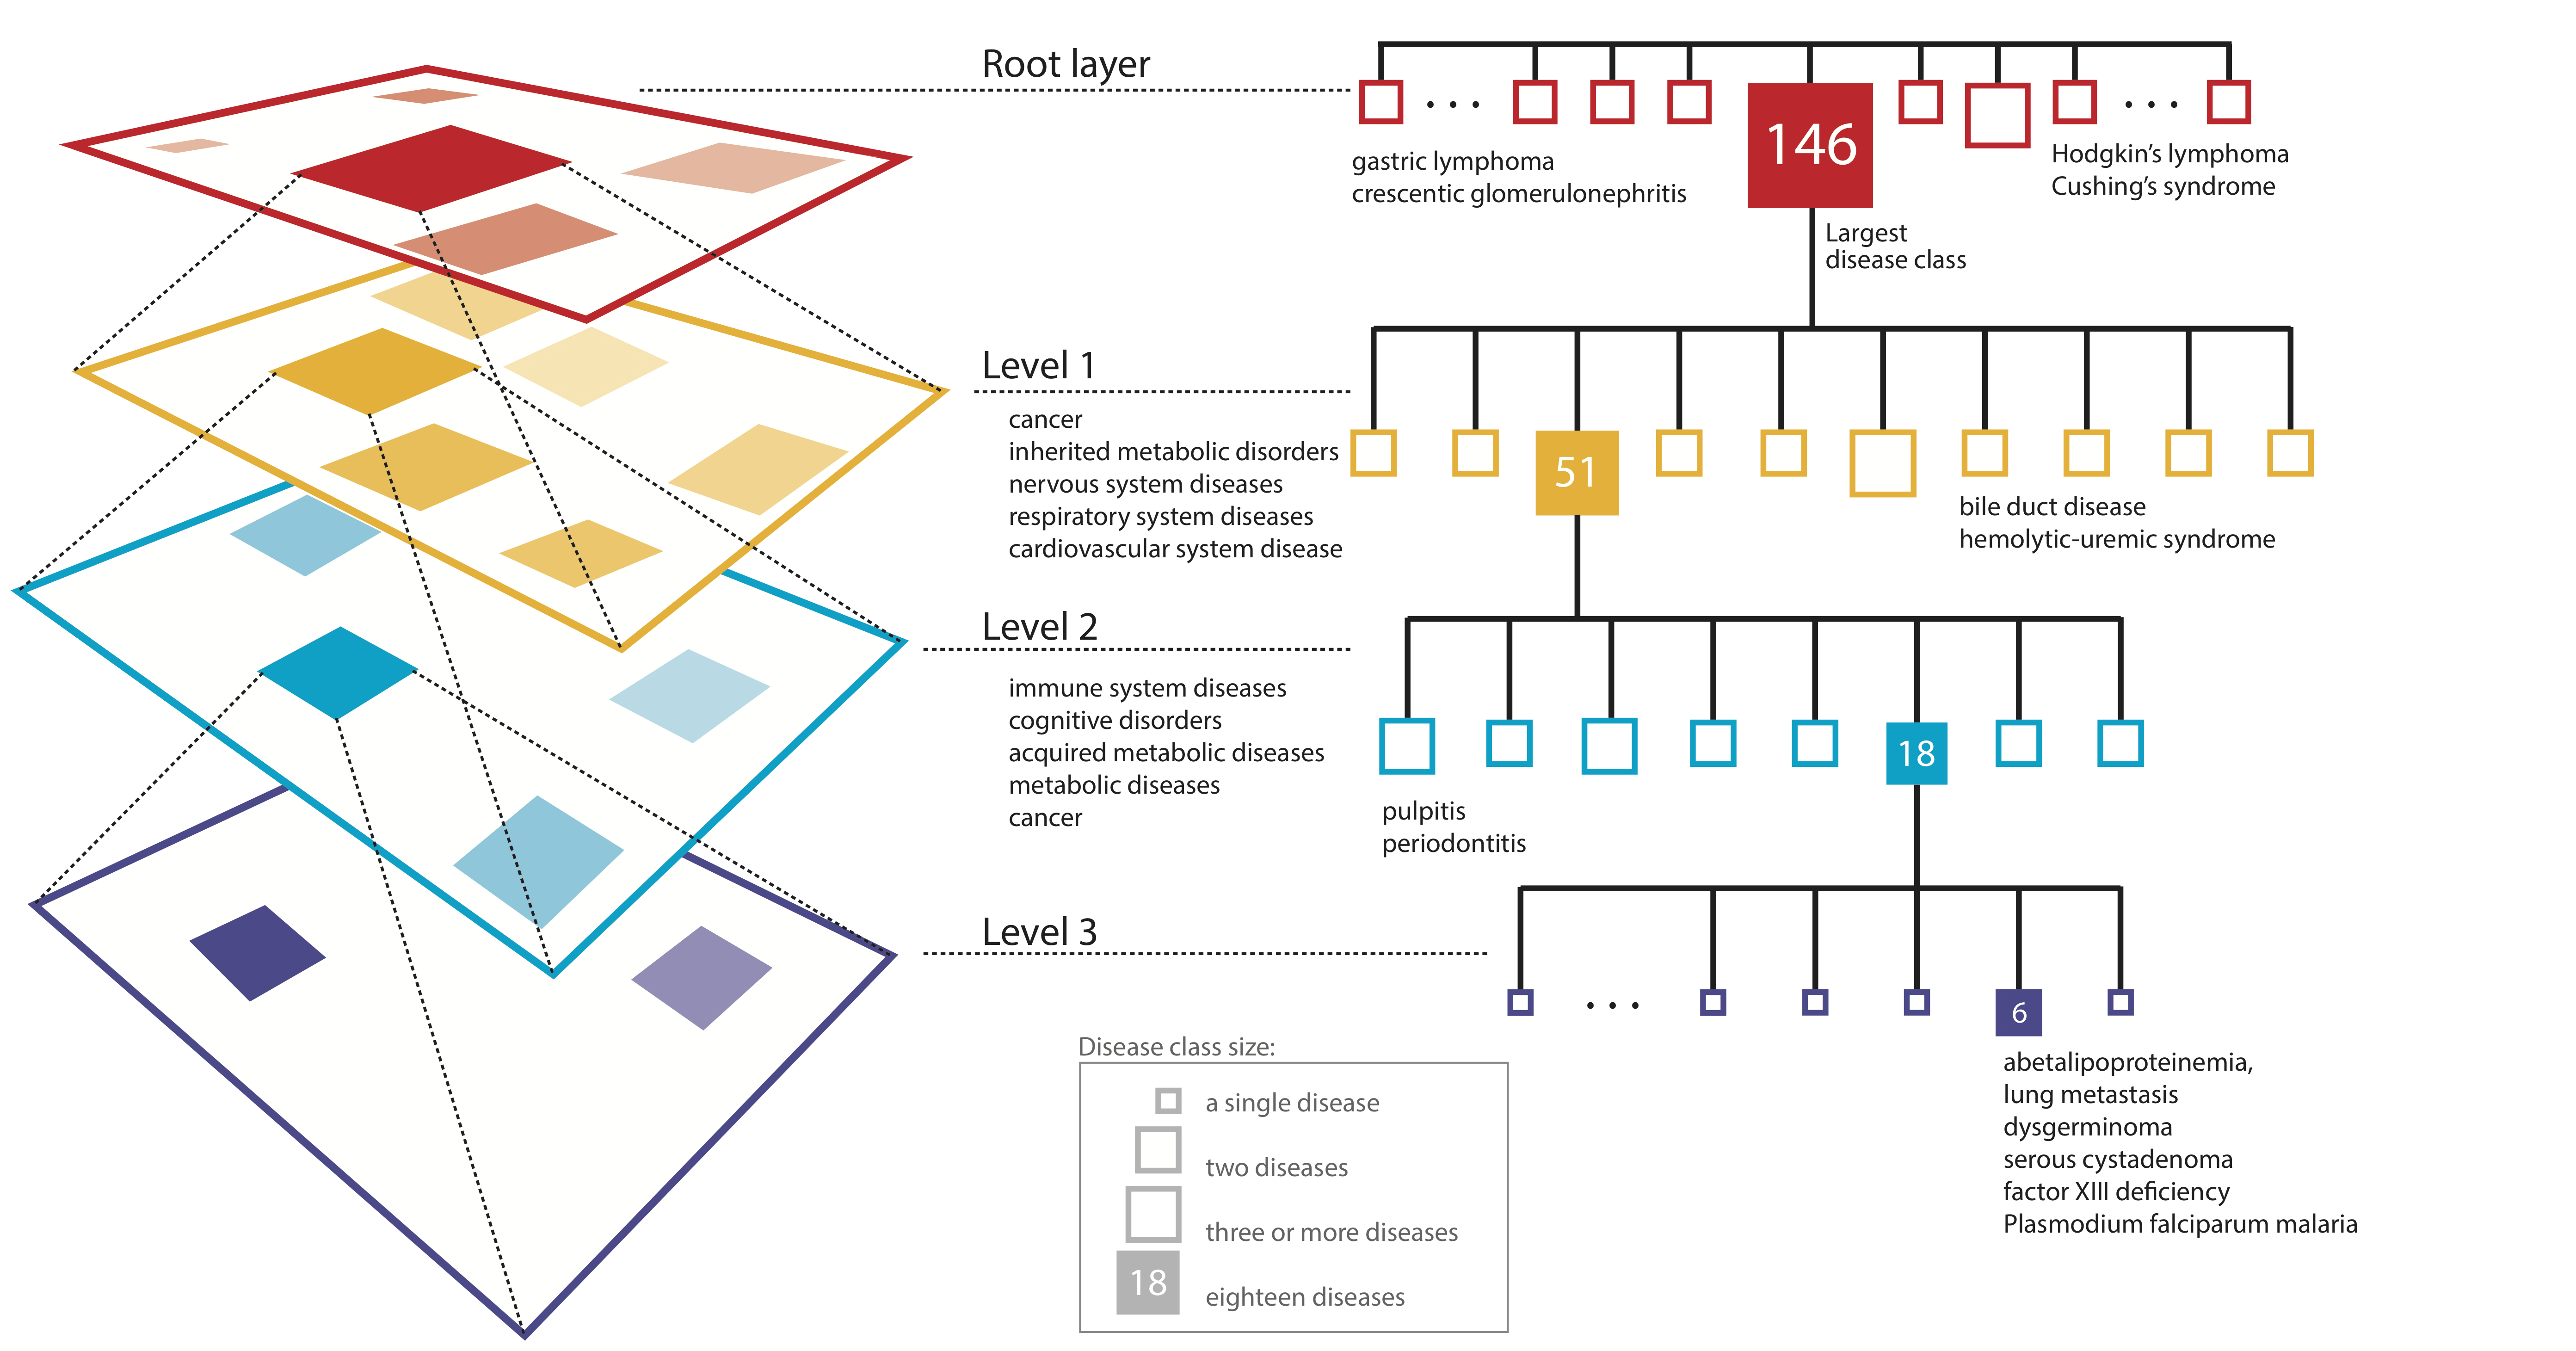 Root layer
. . .
146
. . .
gastric lymphoma
crescentic glomerulonephritis
Hodgkin's lymphoma
Cushing's syndrome
Largest
disease class
Level 1
cancer
inherited metabolic disorders
nervous system diseases
respiratory system diseases
cardiovascular system disease
51
bile duct disease
hemolytic-uremic syndrome
Level 2
immune system diseases
cognitive disorders
acquired metabolic diseases
metabolic diseases
cancer
18
pulpitis
periodontitis
Level 3
. . .
6
abetalipoproteinemia,
lung metastasis
dysgerminoma
serous cystadenoma
factor XIII deficiency
Plasmodium falciparum malaria
Disease class size:
a single disease
two diseases
three or more diseases
18
eighteen diseases